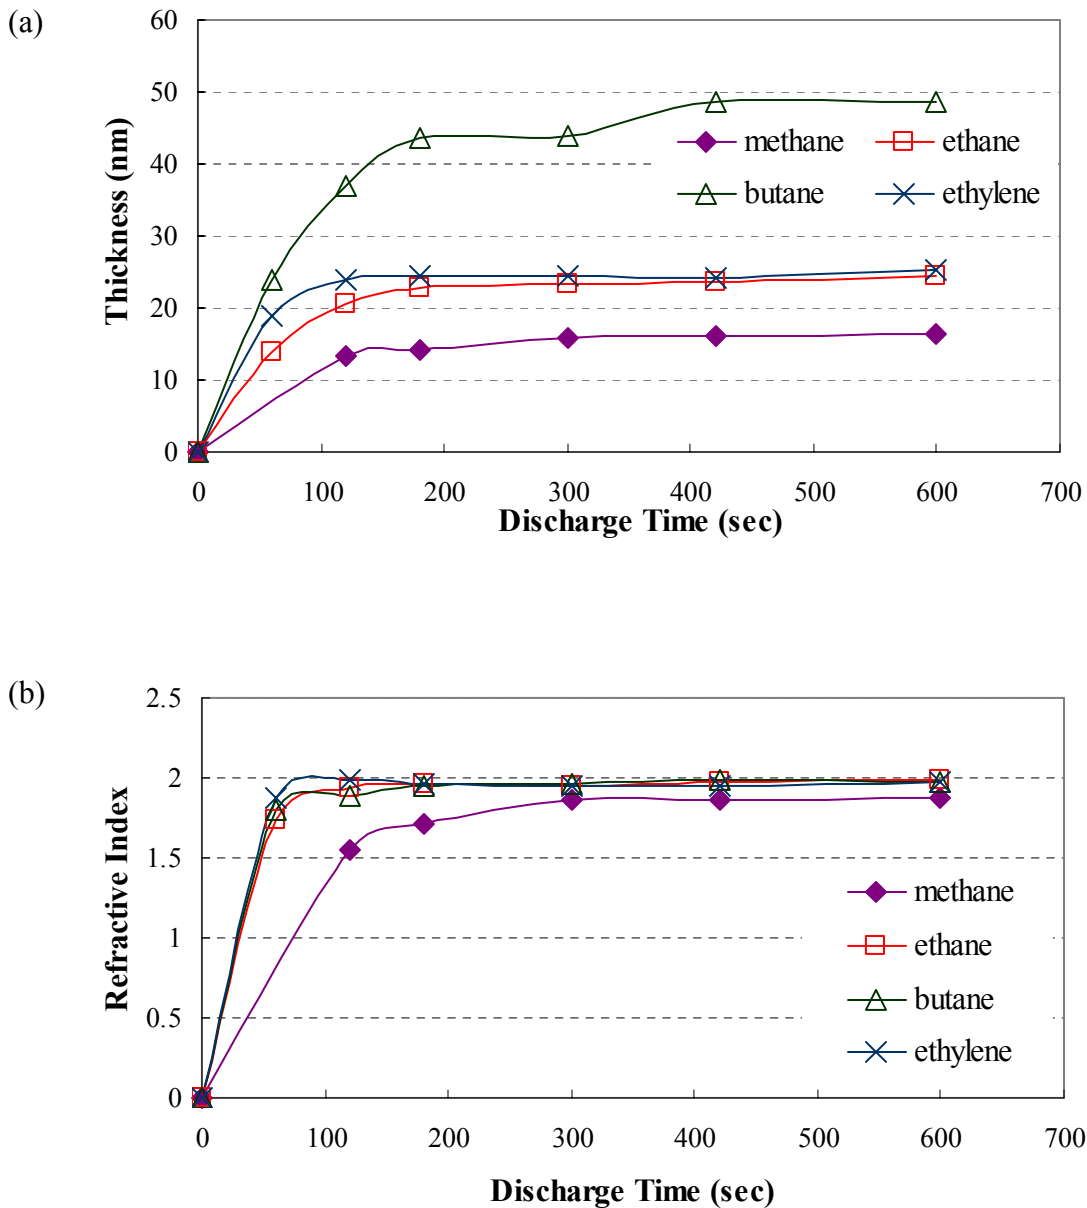 (a)
60
50
40
30
20
10
0
Thickness (nm)
methane
ethane
butane
ethylene
0 100 200 300 400 500 600 700
Discharge Time (sec)
(b)
2.5
2
1.5
1
0.5
0
Refractive Index
methane
ethane
butane
ethylene
0 100 200 300 400 500 600 700
Discharge Time (sec)